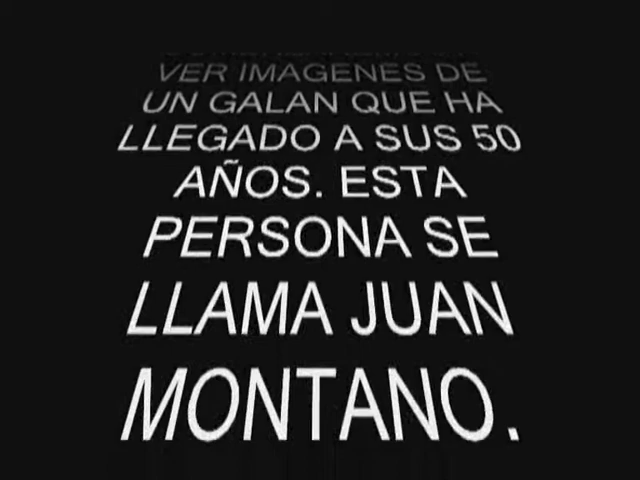 VER IMAGENES DE
UN GALAN QUE HA
LLEGADO A SUS 50
AÑOS. ESTA
PERSONA SE
LLAMA JUAN
MONTANO.